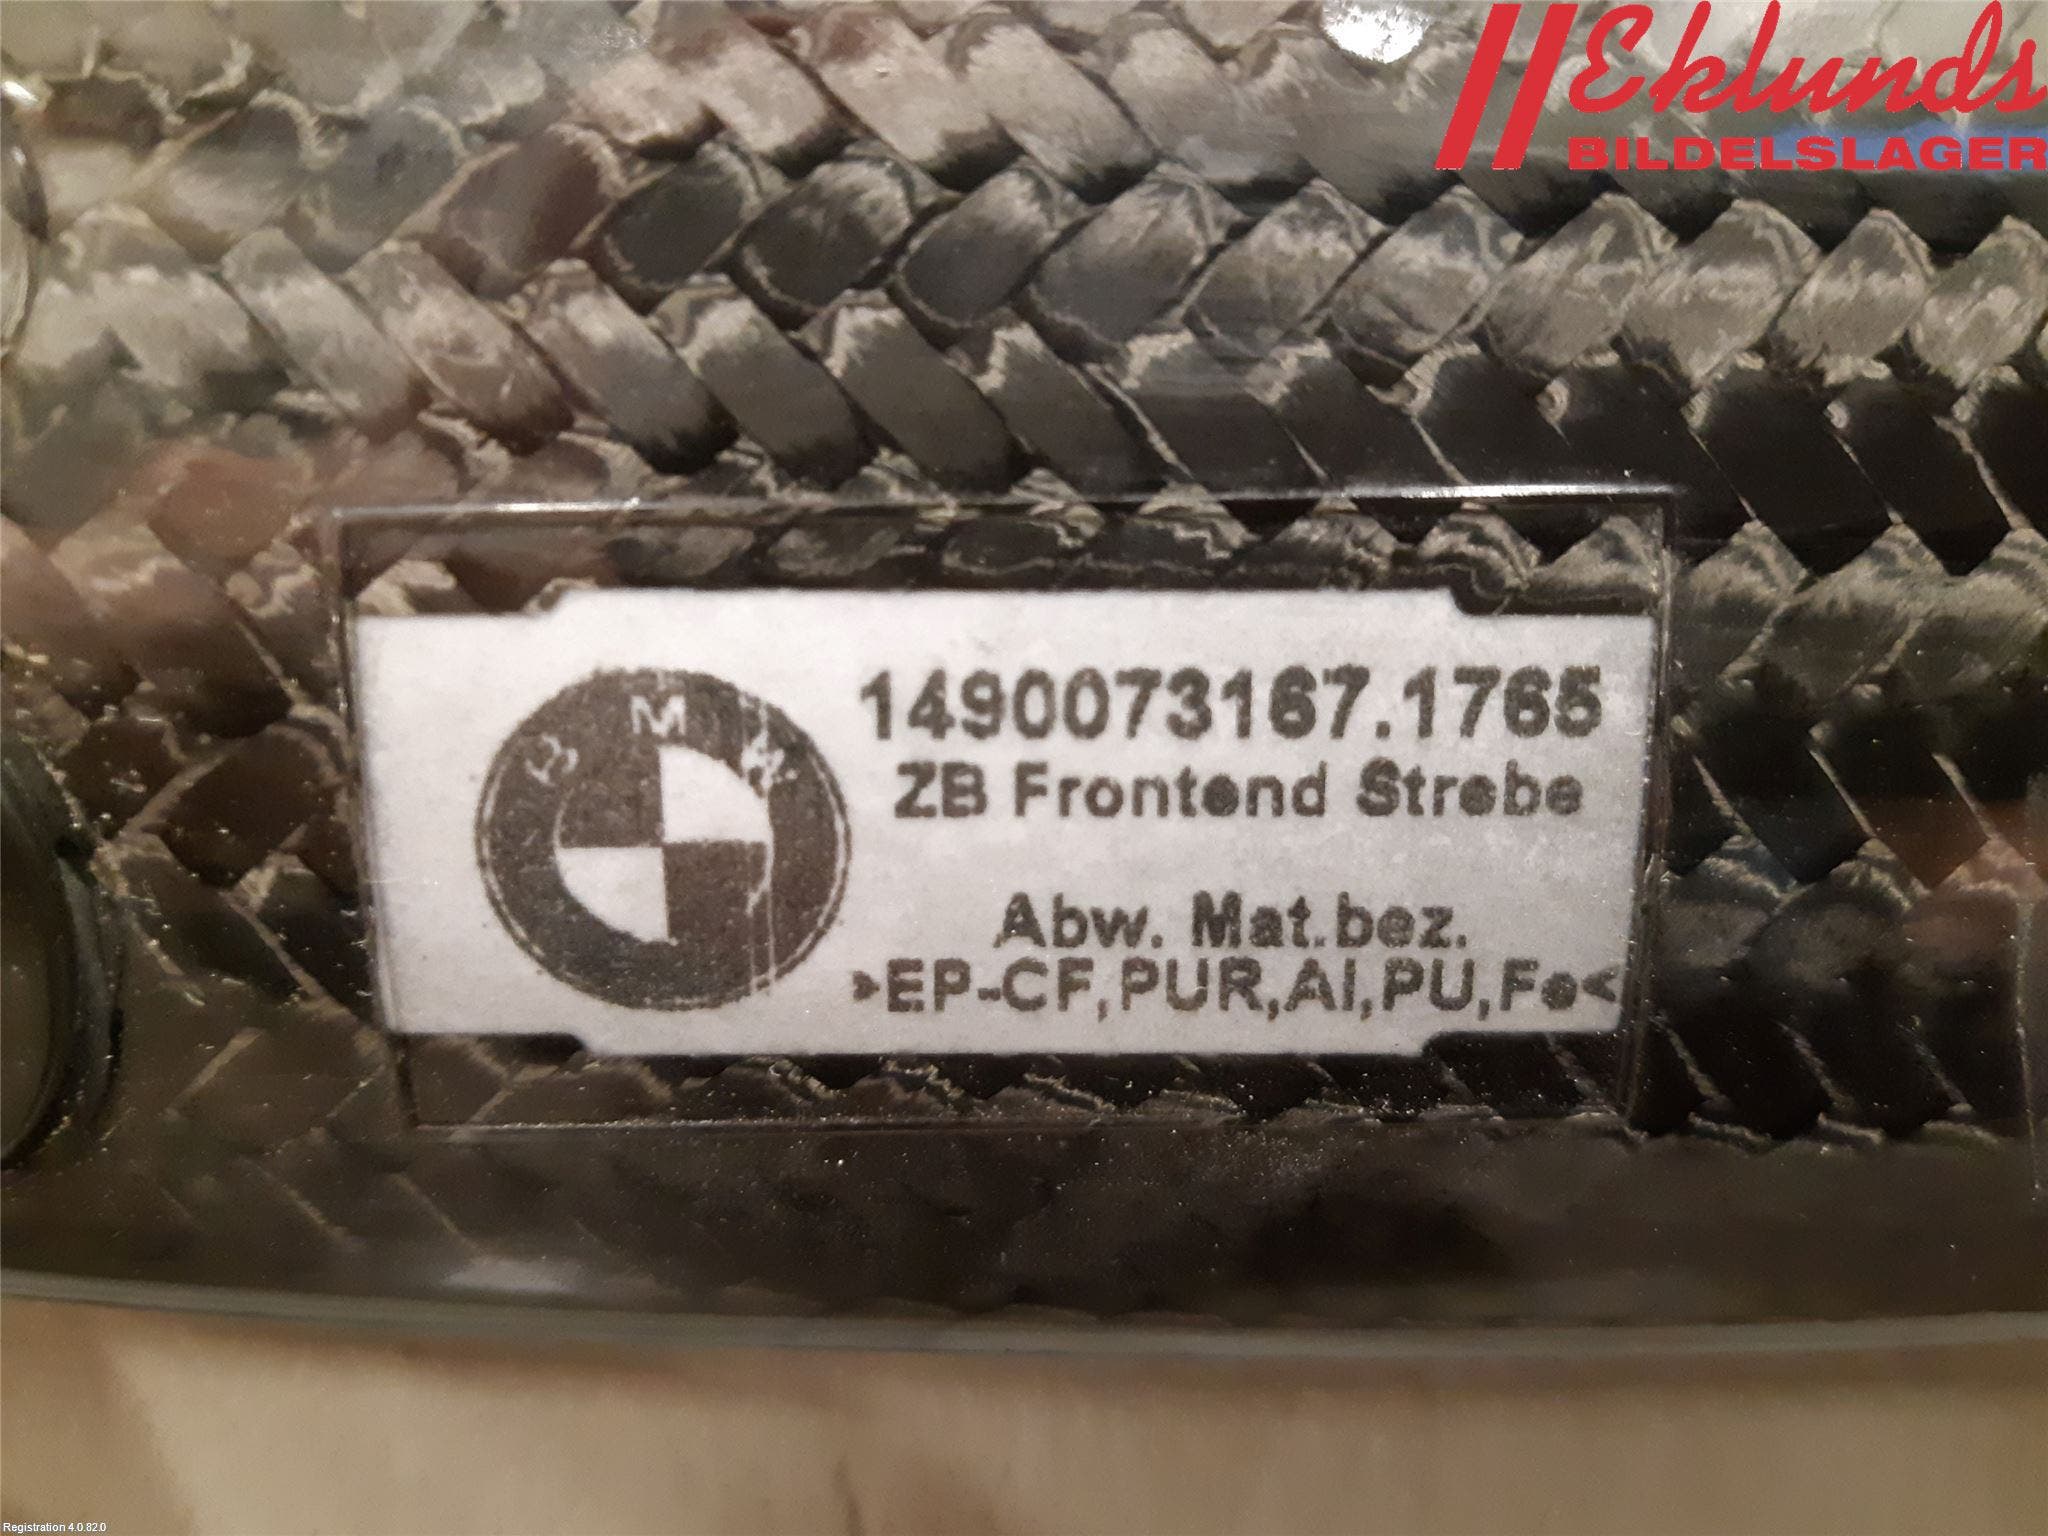 Eklunds
BILDELSLAGER
BMW
1490073167.1765
ZB Frontend Strebe
Abw. Mat.bez.
>EP-CF,PUR,Al,PU,Fe<
Registration 4.0.82.0